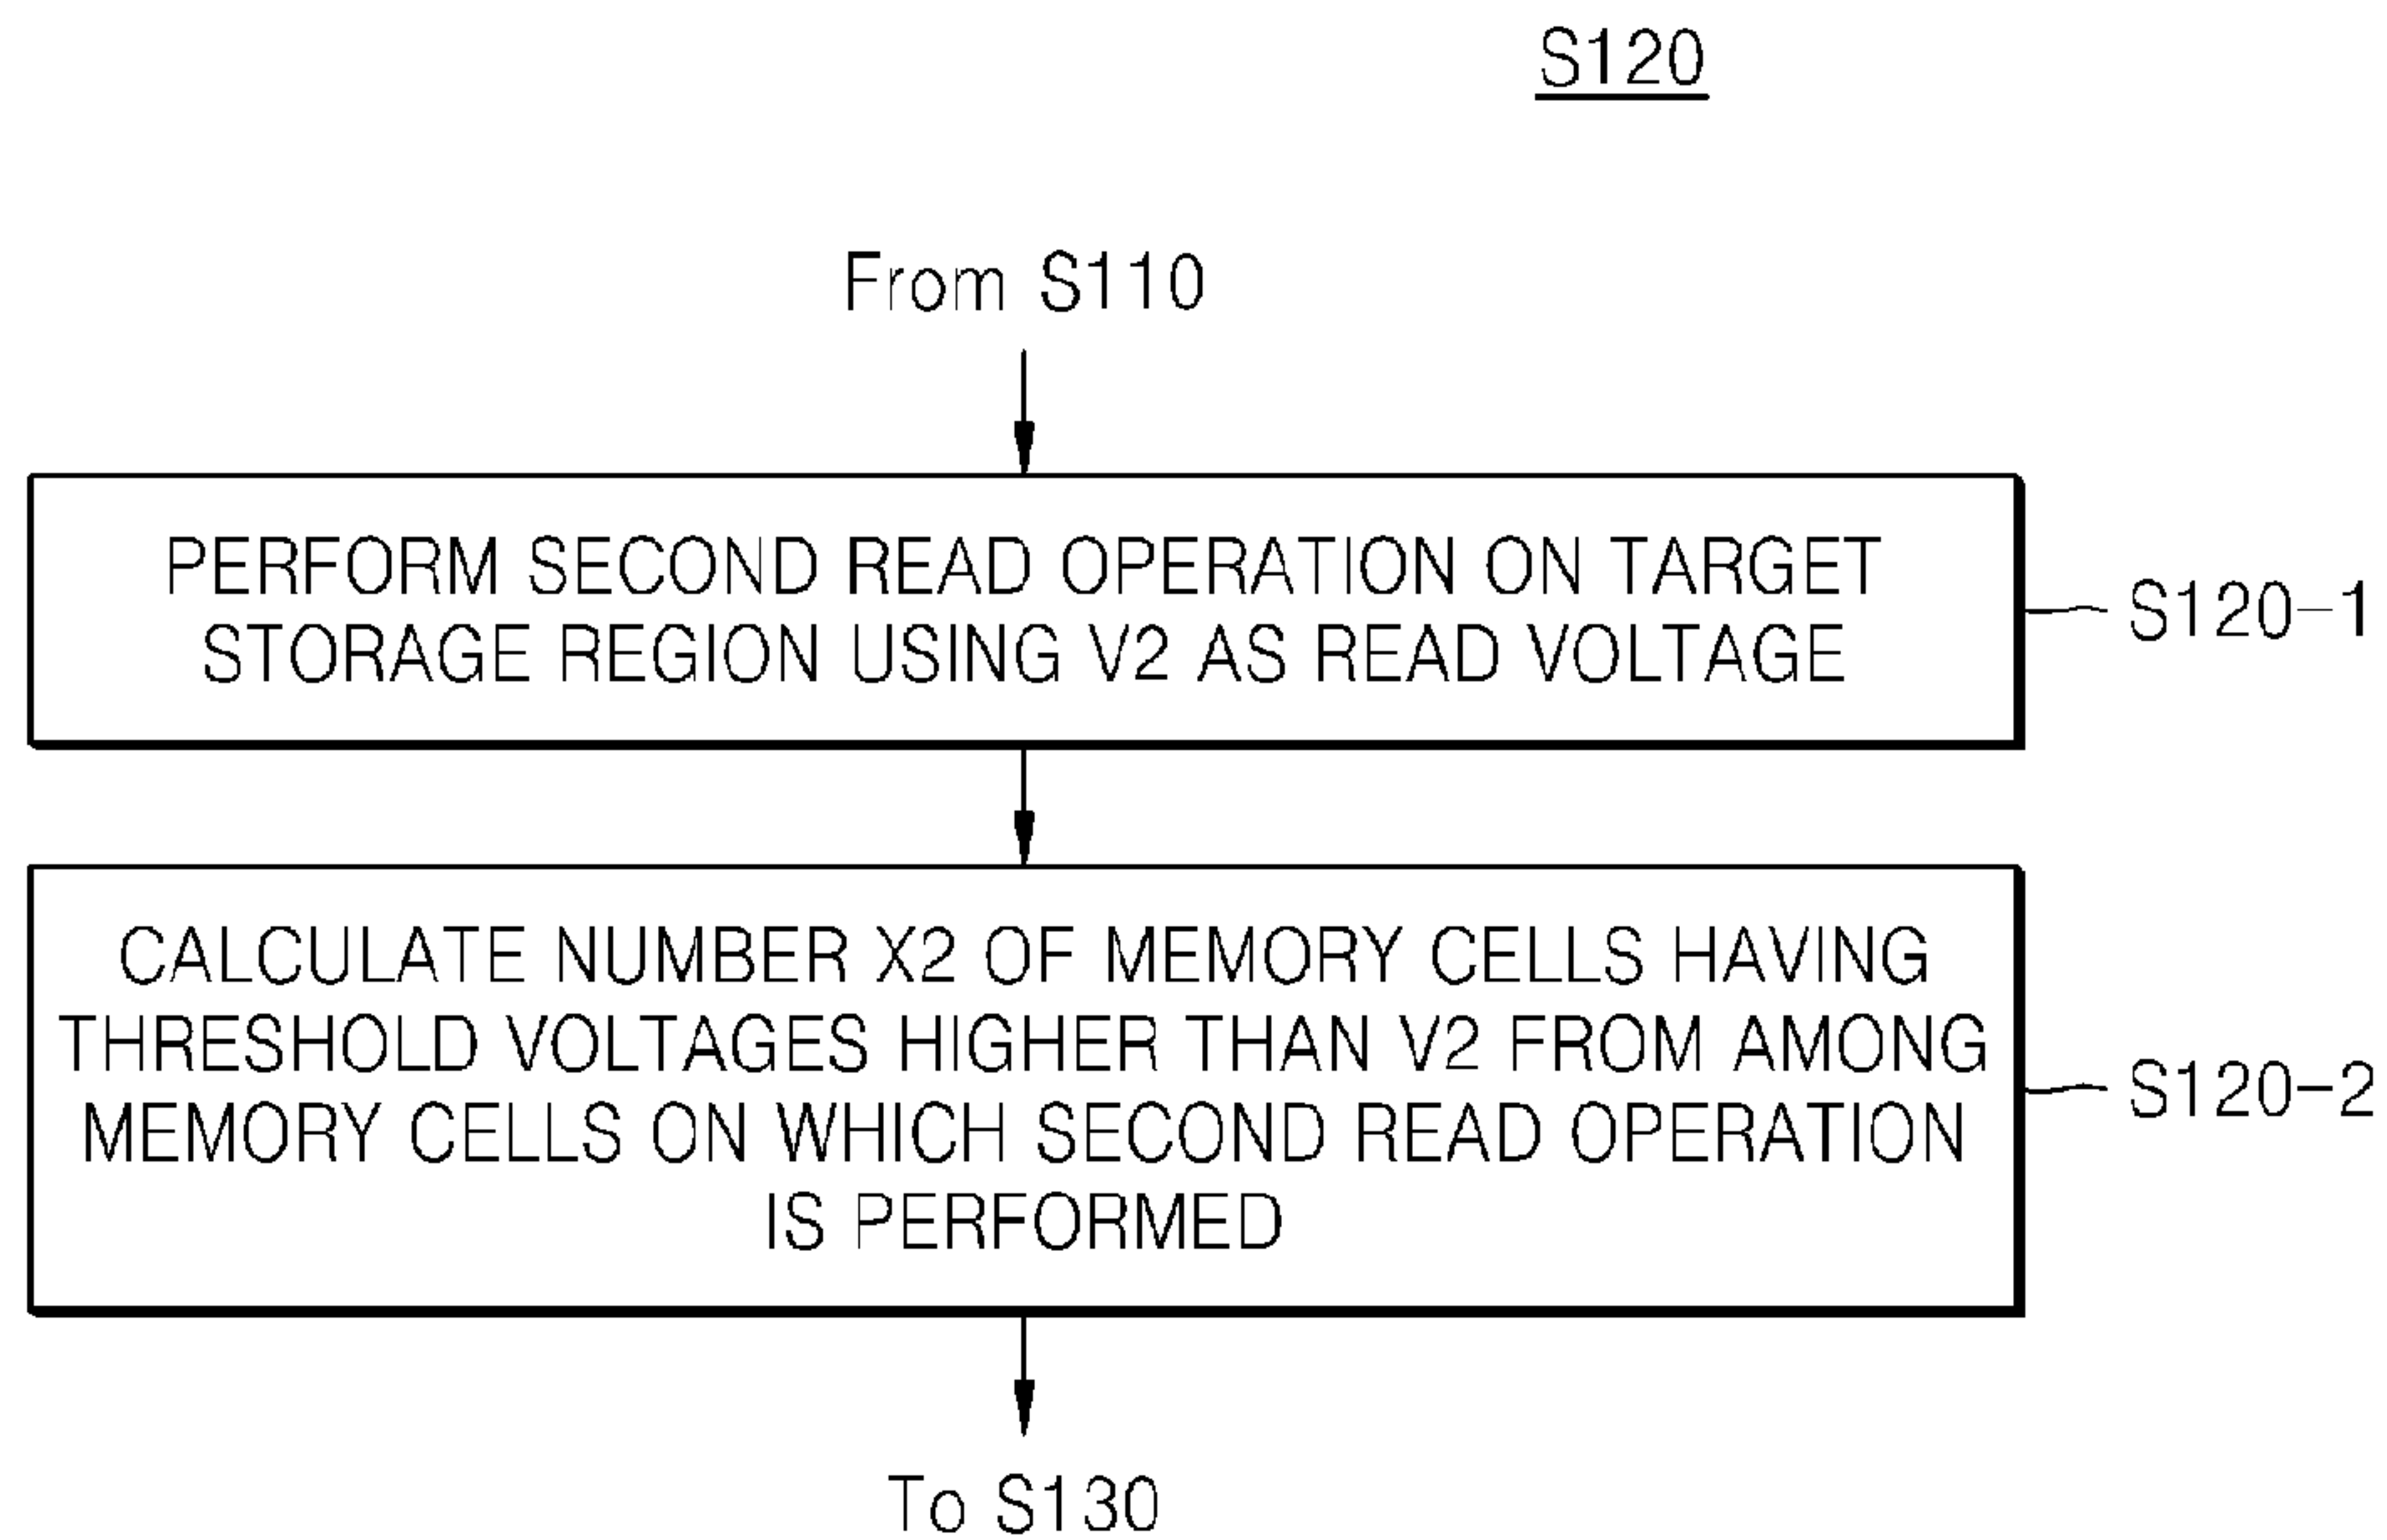 S120
From S110
PERFORM SECOND READ OPERATION ON TARGET
STORAGE REGION USING V2 AS READ VOLTAGE
S120-1
CALCULATE NUMBER X2 OF MEMORY CELLS HAVING
THRESHOLD VOLTAGES HIGHER THAN V2 FROM AMONG
MEMORY CELLS ON WHICH SECOND READ OPERATION
IS PERFORMED
S120-2
To S130